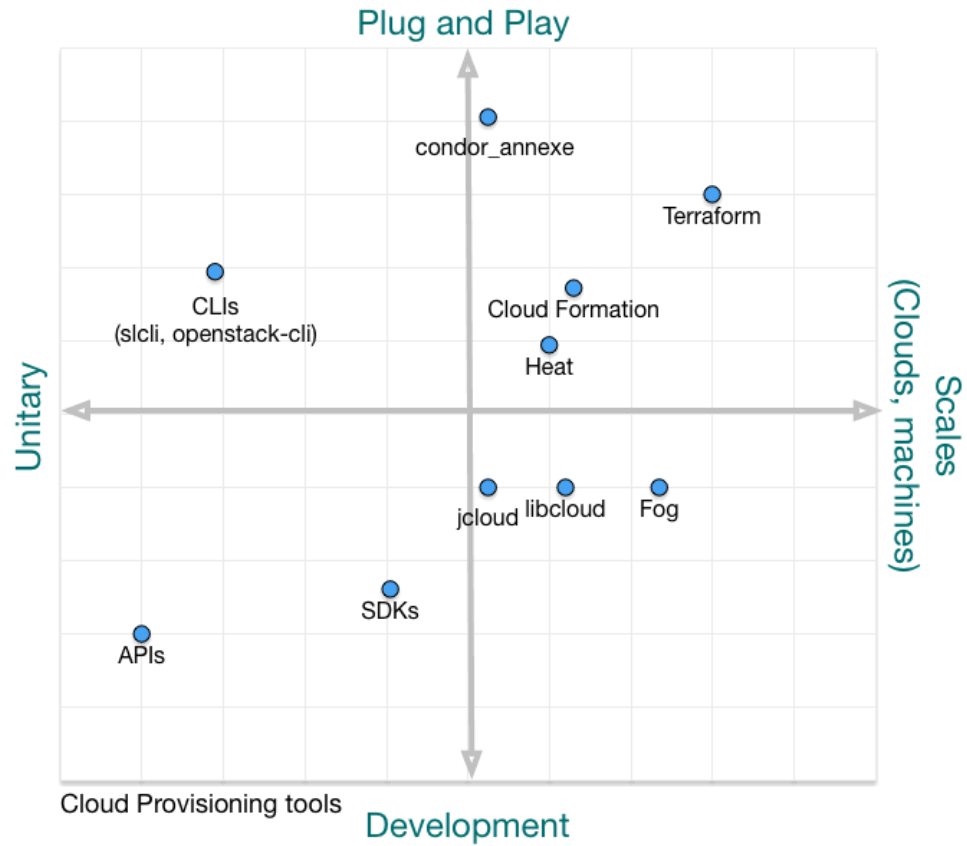 Plug and Play
condor_annexe
Terraform
CLIs
(slcli, openstack-cli)
Cloud Formation
Heat
Unitary
Scales
(Clouds, machines)
jcloud
libcloud
Fog
SDKs
APIs
Cloud Provisioning tools
Development